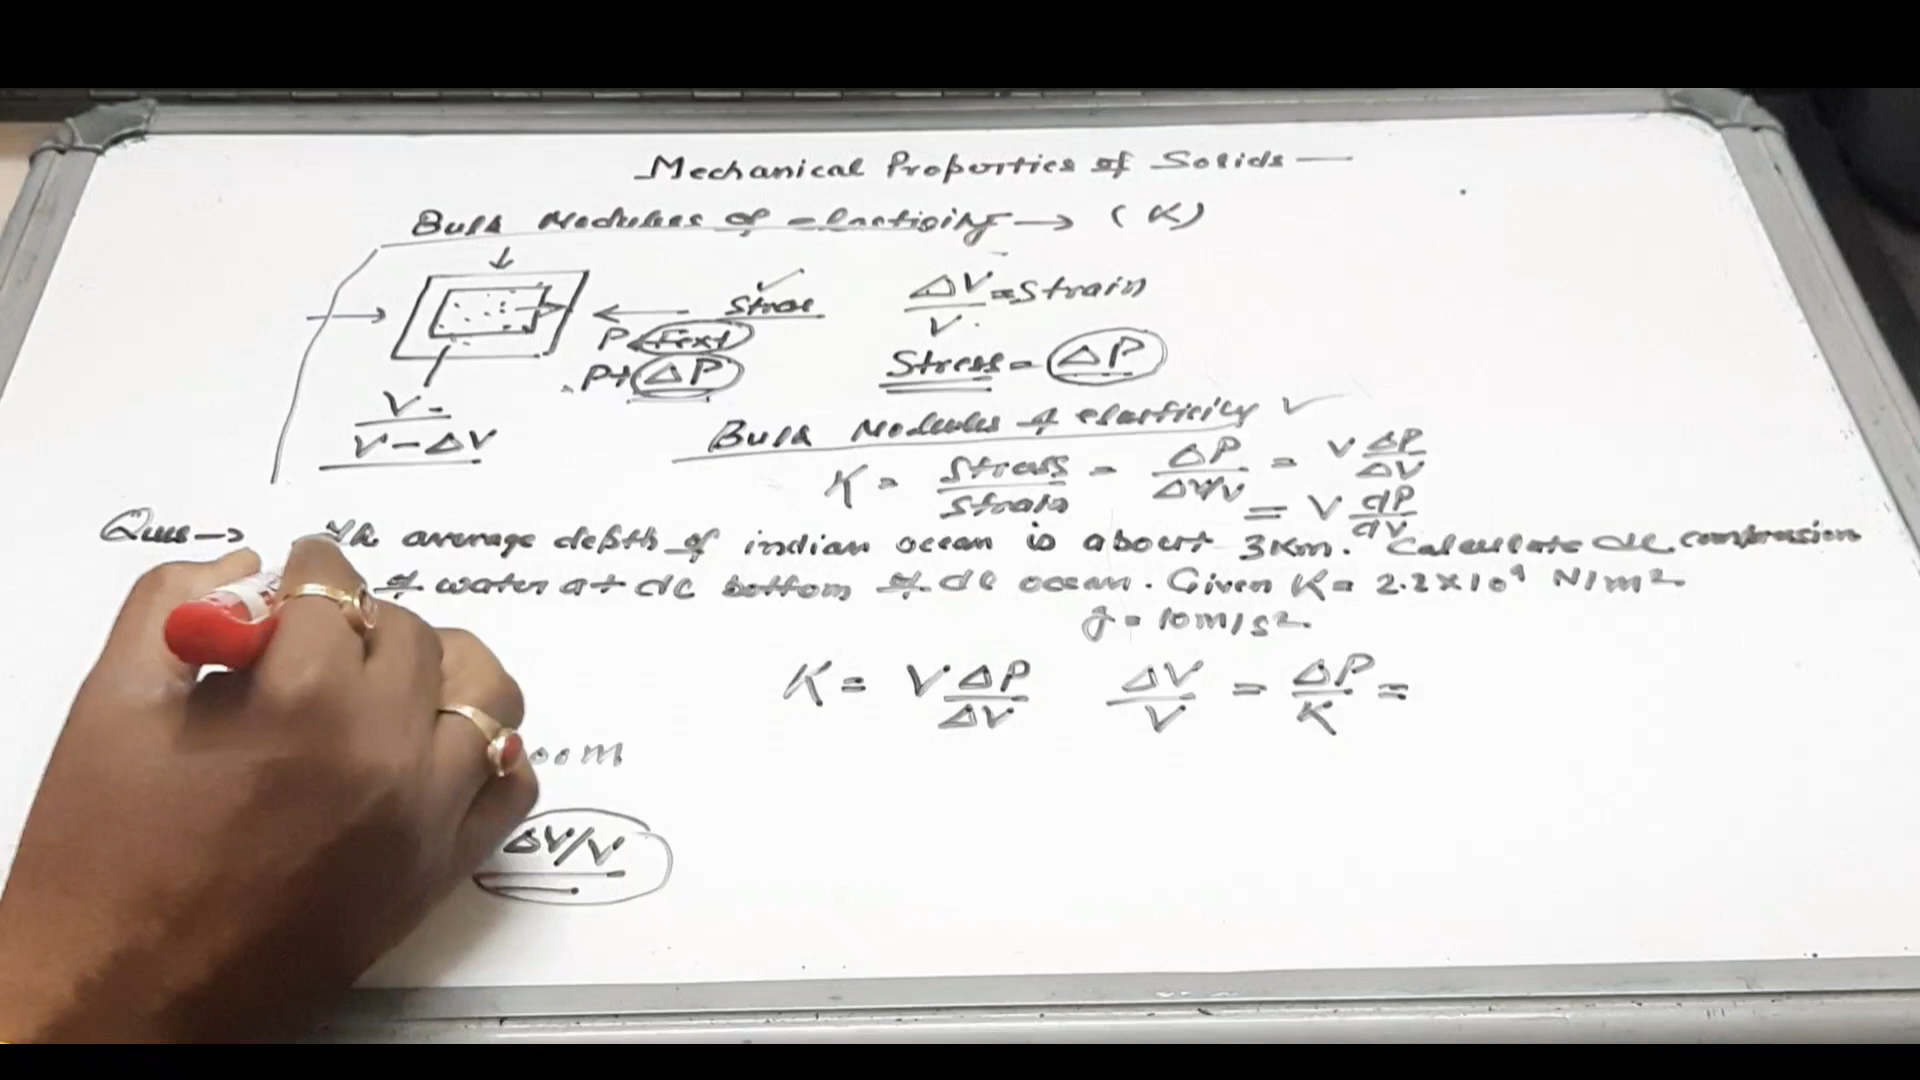 Mechanical Properties of Solids —
Bulk Modulus of elasticity → (K)
Stress
ΔV/V = Strain
P Fext
P+ ΔP
Stress = ΔP
V -
V - ΔV
Bulk Modulus of elasticity ✓
K = Stress/Strain = ΔP/ΔV/V = V ΔP/ΔV
= V dP/dV
Ques → The average depth of indian ocean is about 3Km. Calculate
of water at the bottom of the ocean. Given K = 2.2×10⁹ N/m²
g = 10m/s²
K = V ΔP/ΔV ΔV/V = ΔP/K =
00m
ΔV/V